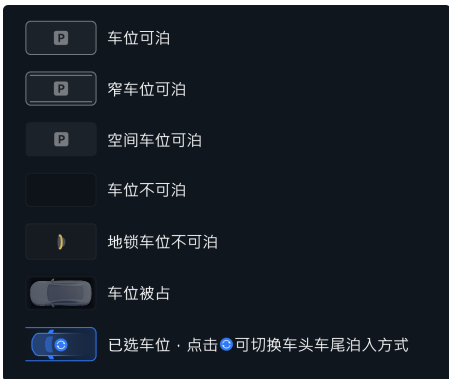 P 车位可泊
P 窄车位可泊
P 空间车位可泊
车位不可泊
地锁车位不可泊
车位被占
已选车位 · 点击可切换车头车尾泊入方式